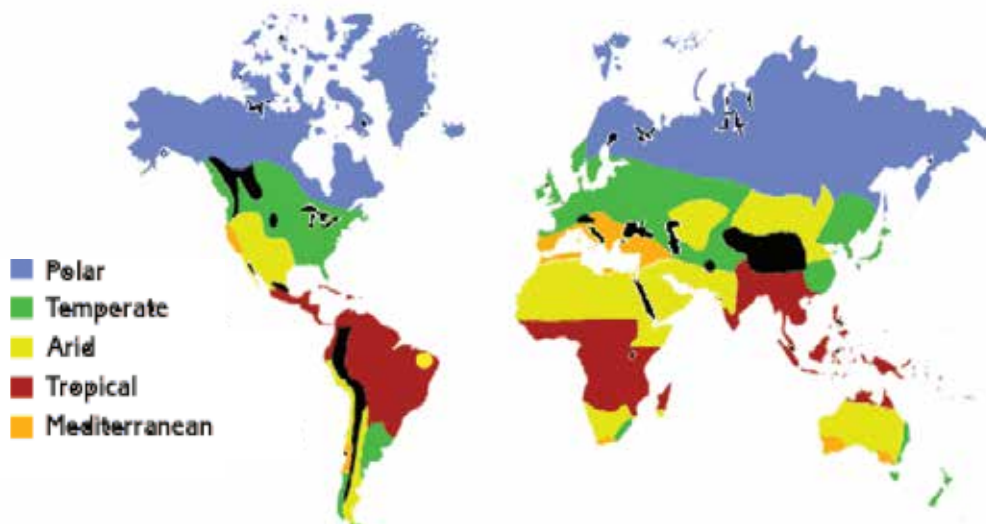 Polar
Temperate
Arid
Tropical
Mediterranean